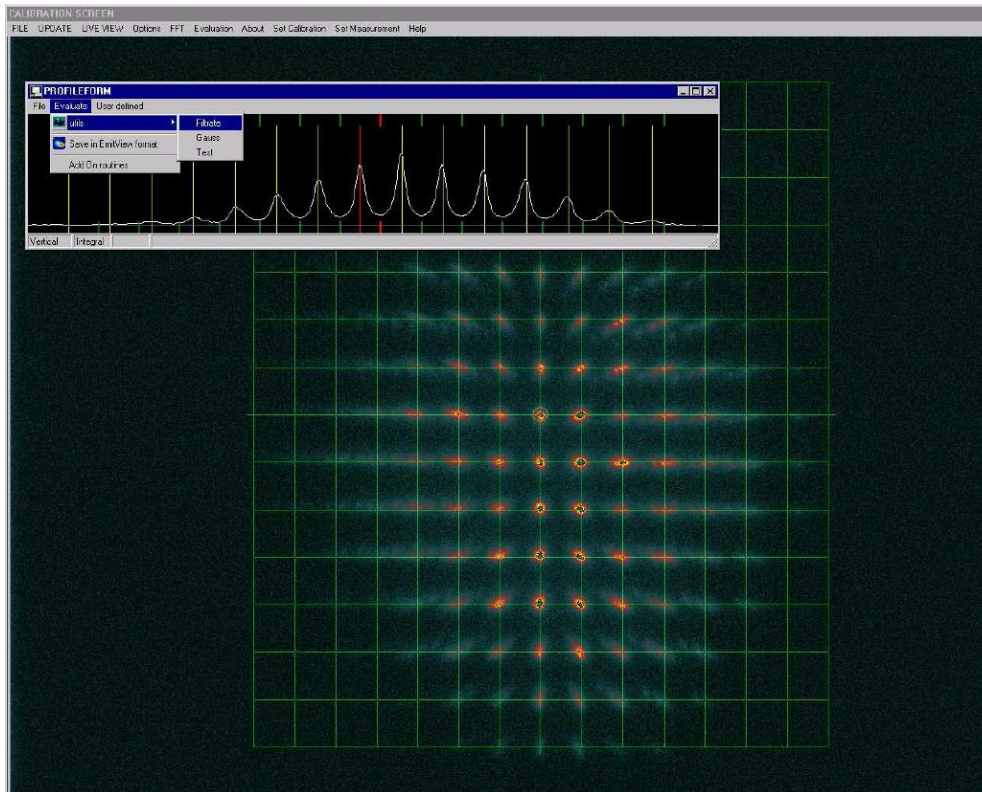 CALIBRATION SCREEN
FILE UPDATE LIVE VIEW Options FFT Evaluation About Set Calibration Set Measurement Help
PROFILEFORM
File Evaluate User defined
utils Filtrate
Gauss
Save in EmitView format
Test
Add On routines
Vertical Integral